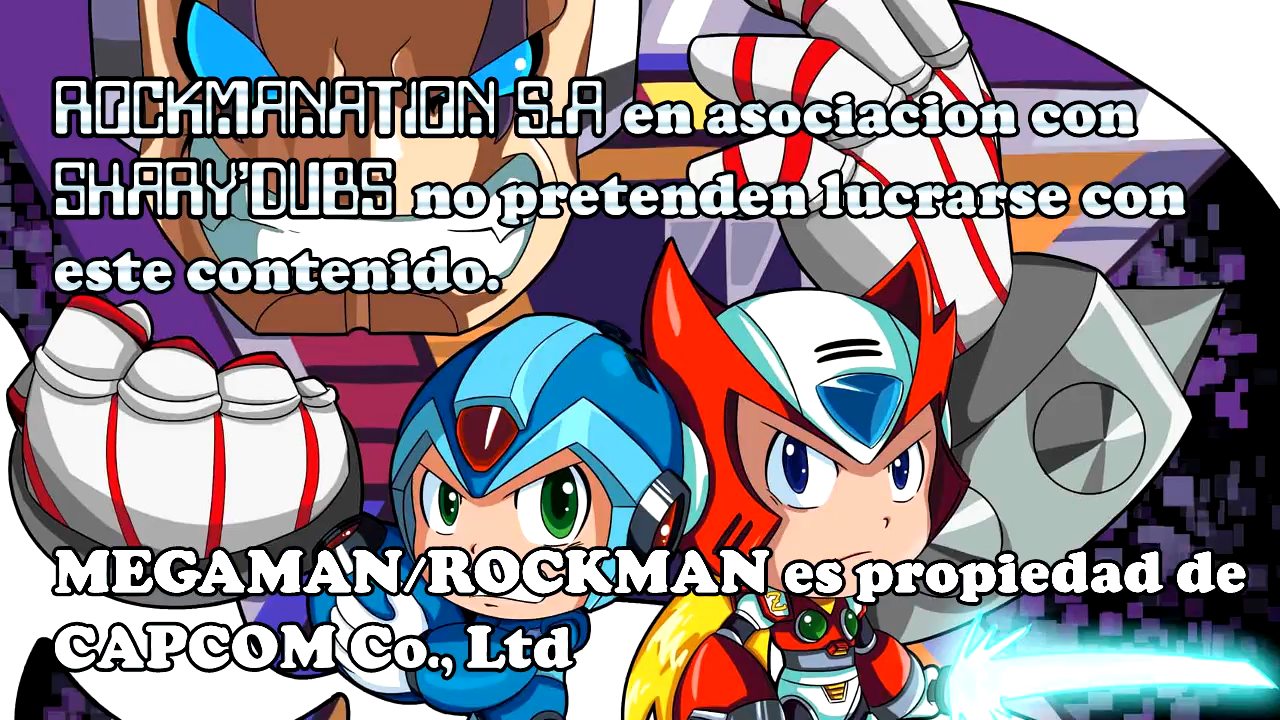 ROCKMANATION S.A en asociacion con
SKARY'DUBS no pretenden lucrarse con
este contenido.
MEGAMAN/ROCKMAN es propiedad de
CAPCOM Co., Ltd
Z